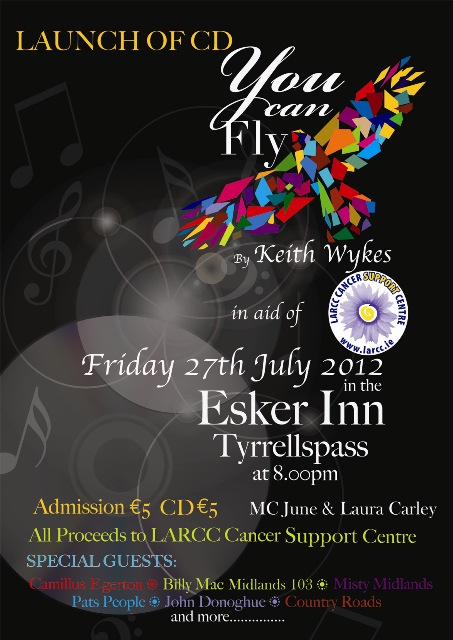 LAUNCH OF CD
You
can
Fly
By Keith Wykes
in aid of
LARCC CANCER SUPPORT CENTRE
www.larcc.ie
Friday 27th July 2012
in the
Esker Inn
Tyrrellspass
at 8.00pm
Admission €5 CD €5 MC June & Laura Carley
All Proceeds to LARCC Cancer Support Centre
SPECIAL GUESTS:
Camillus Egerton Billy Mac Midlands 103 Misty Midlands
Pats People John Donoghue Country Roads
and more...............